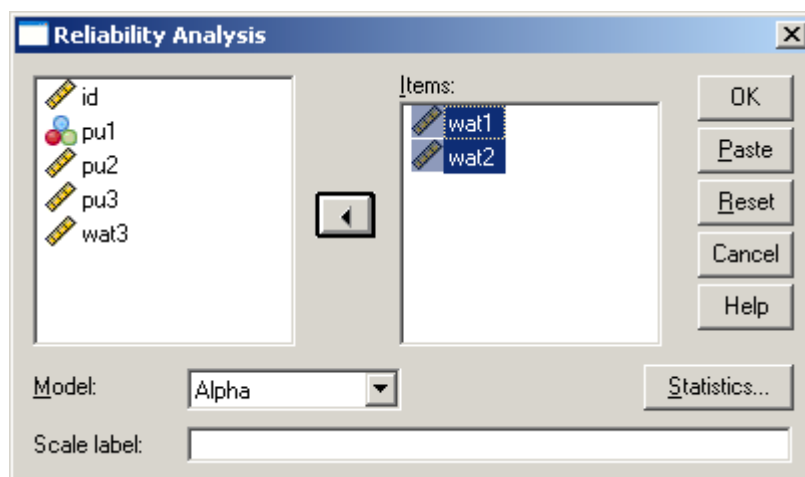 Reliability Analysis
id
pu1
pu2
pu3
wat3
Items:
wat1
wat2
OK
Paste
Reset
Cancel
Help
Model:
Alpha
Statistics...
Scale label: